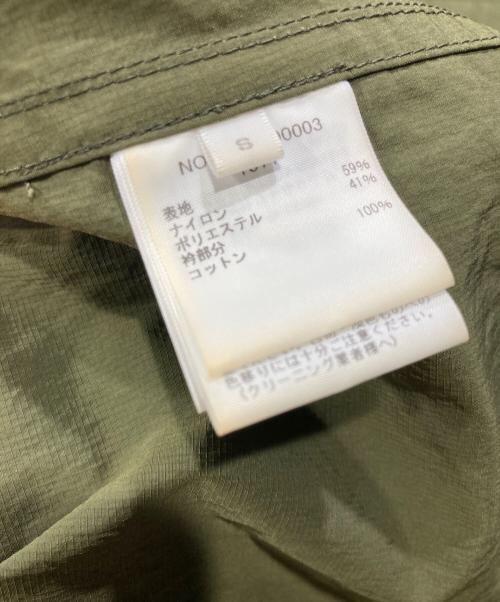 S
NO 0003
表地
ナイロン 59%
ポリエステル 41%
衿部分
コットン 100%
色移りには十分ご注意ください。
(クリーニング業者様へ)